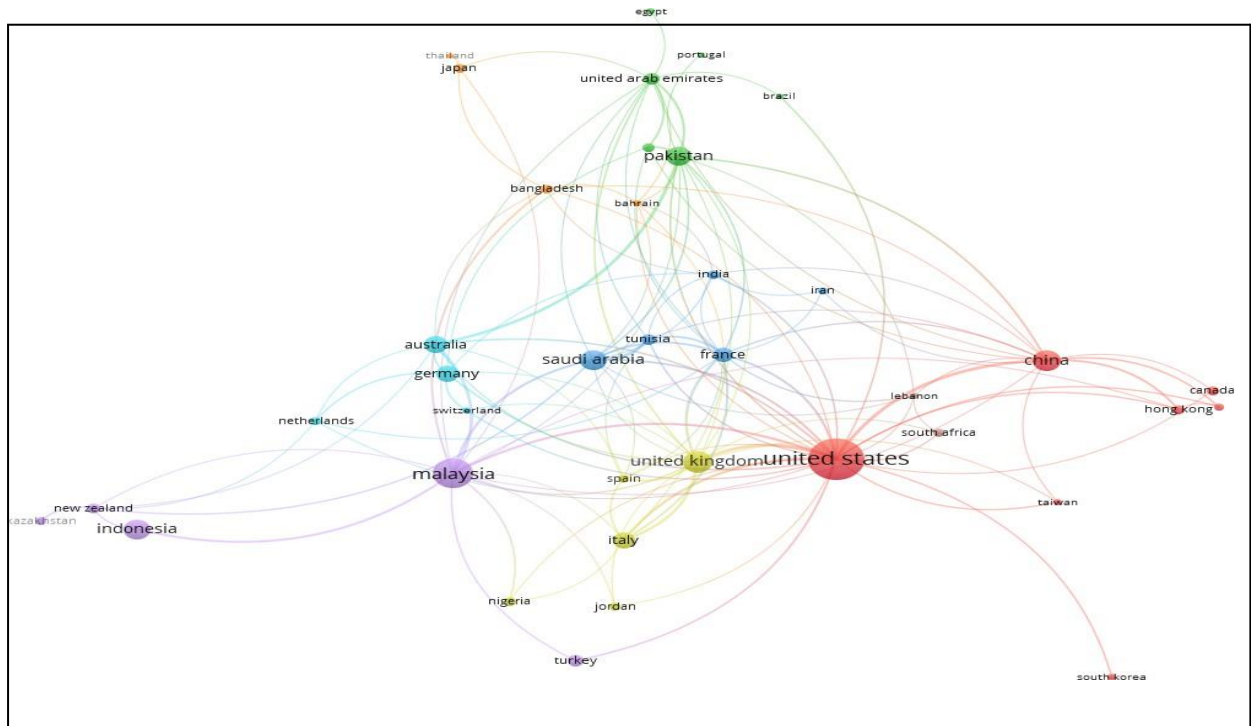 egypt
thailand
portugal
japan
united arab emirates
brazil
pakistan
bangladesh
bahrain
india
iran
australia
tunisia
saudi arabia
france
china
germany
canada
lebanon
switzerland
hong kong
netherlands
south africa
united kingdom
united states
malaysia
spain
taiwan
new zealand
kazakhstan
indonesia
italy
nigeria
jordan
turkey
south korea